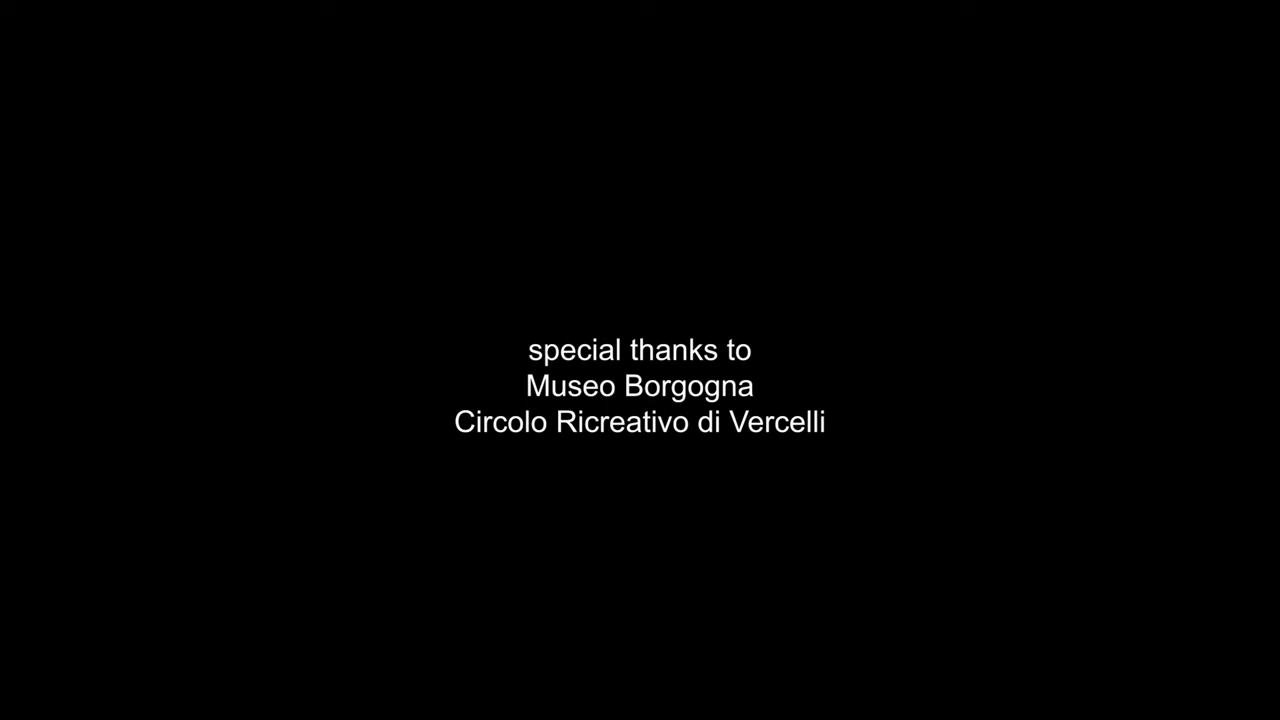 special thanks to
Museo Borgogna
Circolo Ricreativo di Vercelli